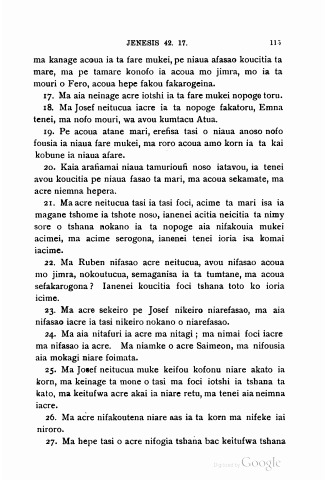 JENESIS 42. 17. 115
ma kanage acoua ia ta fare mukei, pe niaua afasao koucitia ta
mare, ma pe tamare konofo ia acoua mo jimra, mo ia ta
mouri o Fero, acoua hepe fakou fakarogeina.
17. Ma aia neinage acre iotshi ia ta fare mukei nopoge toru.
18. Ma Josef neitucua iacre ia ta nopoge fakatoru, Emna
tenei, ma nofo mouri, wa avou kumtacu Atua.
19. Pe acoua atane mari, erefisa tasi o niaua anoso nofo
fousia ia niaua fare mukei, ma roro acoua amo korn ia ta kai
kobune ia niaua afare.
20. Kaia arafiamai niaua tamurioufi noso iatavou, ia tenei
avou koucitia pe niaua fasao ta mari, ma acoua sekamate, ma
acre niemna hepera.
21. Ma acre neitucua tasi ia tasi foci, acime ta mari isa ia
magane tshome ia tshote noso, ianenei acitia neicitia ta nimy
sore o tshana nokano ia ta nopoge aia nifakouia mukei
acimei, ma acime serogona, ianenei tenei ioria isa komai
iacime.
22. Ma Ruben nifasao acre neitucua, avou nifasao acoua
mo jimra, nokoutucua, semaganisa ia ta tumtane, ma acoua
sefakarogona? Ianenei koucitia foci tshana toto ko ioria
icime.
23. Ma acre sekeiro pe Josef nikeiro niarefasao, ma aia
nifasao iacre ia tasi nikeiro nokano o niarefasao.
24. Ma aia nitafuri ia acre ma nitagi; ma nimai foci iacre
ma nifasao ia acre. Ma niamke o acre Saimeon, ma nifousia
aia mokagi niare foimata.
25. Ma Josef neitucua muke keifou kofonu niare akato ia
korn, ma keinage ta mone o tasi ma foci iotshi ia tshana ta
kato, ma keitufwa acre akai ia niare retu, ma tenei aia neimna
iacre.
26. Ma acre nifakoutena niare aas ia ta korn ma nifeke iai
niroro.
27. Ma hepe tasi o acre nifogia tshana bac keitufwa tshana
Digitized by Google